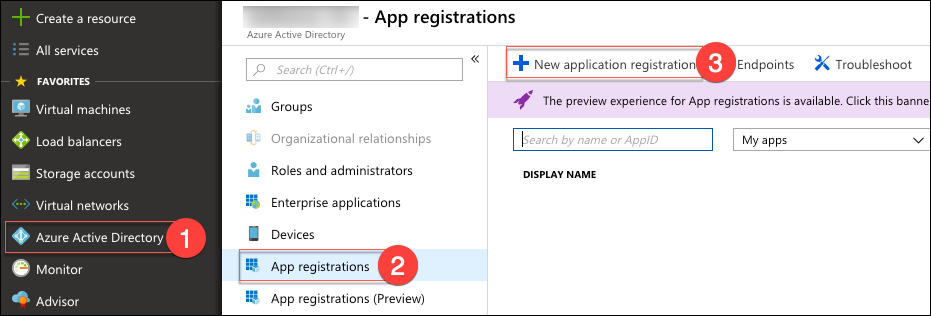 Create a resource
All services
FAVORITES
Virtual machines
Load balancers
Storage accounts
Virtual networks
Azure Active Directory
1
Monitor
Advisor
- App registrations
Azure Active Directory
Search (Ctrl+/)
«
Groups
Organizational relationships
Roles and administrators
Enterprise applications
Devices
App registrations
2
App registrations (Preview)
New application registration
3
Endpoints
Troubleshoot
The preview experience for App registrations is available. Click this banne
Search by name or AppID
My apps
DISPLAY NAME